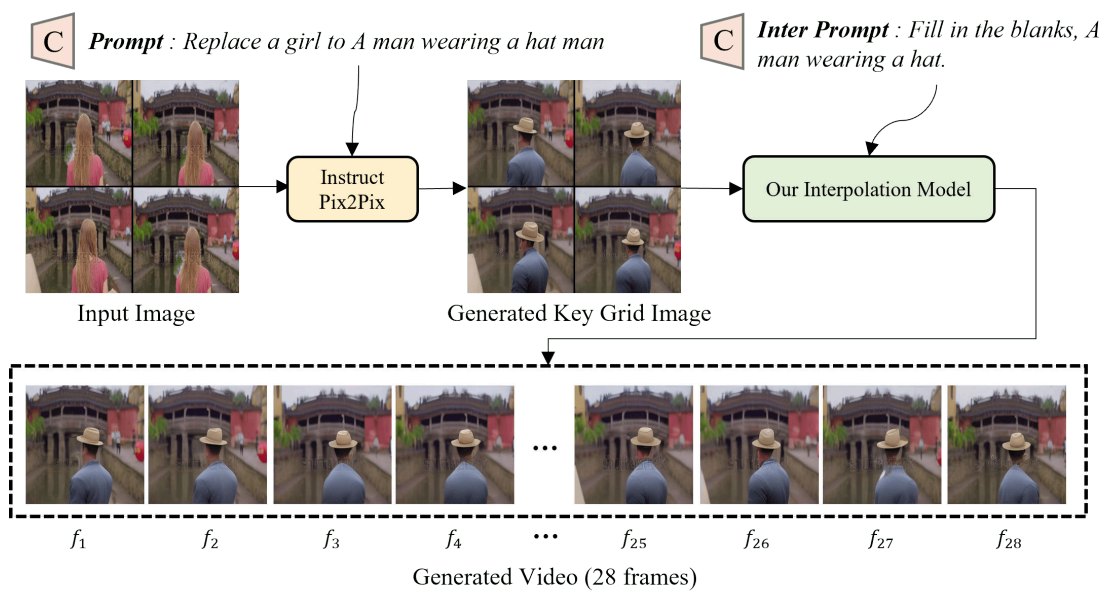 C
Prompt : Replace a girl to A man wearing a hat man
C
Inter Prompt : Fill in the blanks, A
man wearing a hat.
Instruct
Pix2Pix
Our Interpolation Model
Input Image
Generated Key Grid Image
...
f1 f2 f3 f4 ... f25 f26 f27 f28
Generated Video (28 frames)